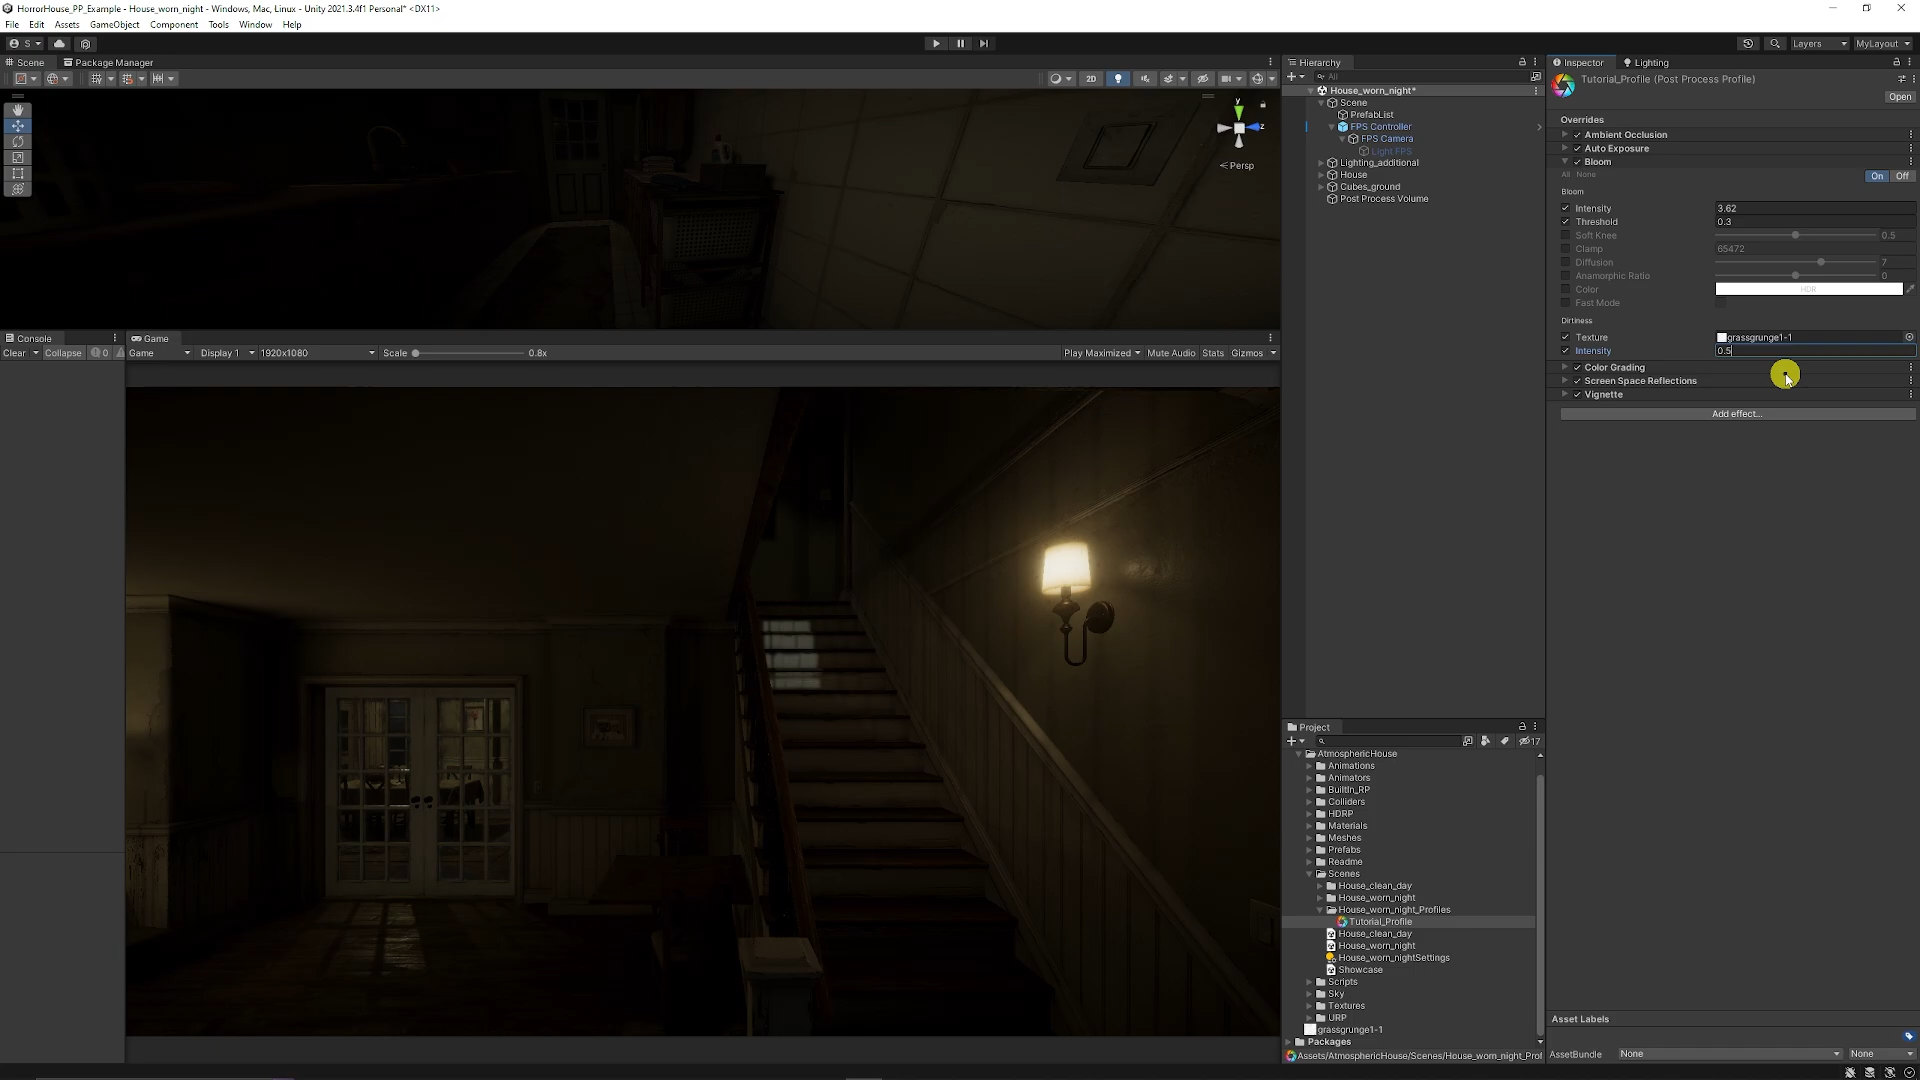 HorrorHouse_PP_Example - House_worn_night - Windows, Mac, Linux - Unity 2021.3.4f1 Personal* <DX11>
File Edit Assets GameObject Component Tools Window Help
S Layers MyLayout
Scene Package Manager
2D
y
z
< Persp
Console
Clear Collapse 0
Game
Game Display 1 1920x1080 Scale 0.8x Play Maximized Mute Audio Stats Gizmos
Hierarchy
All
House_worn_night*
Scene
PrefabList
FPS Controller
FPS Camera
Light FPS
Lighting_additional
House
Cubes_ground
Post Process Volume
Project
17
AtmosphericHouse
Animations
Animators
BuiltIn_RP
Colliders
HDRP
Materials
Meshes
Prefabs
Readme
Scenes
House_clean_day
House_worn_night
House_worn_night_Profiles
Tutorial_Profile
House_clean_day
House_worn_night
House_worn_nightSettings
Showcase
Scripts
Sky
Textures
URP
grassgrunge1-1
Packages
Assets/AtmosphericHouse/Scenes/House_worn_night_Prof
Inspector Lighting
Tutorial_Profile (Post Process Profile)
Open
Overrides
Ambient Occlusion
Auto Exposure
Bloom
All None On Off
Bloom
Intensity 3.62
Threshold 0.3
Soft Knee 0.5
Clamp 65472
Diffusion 7
Anamorphic Ratio 0
Color HDR
Fast Mode
Dirtiness
Texture grassgrunge1-1
Intensity 0.5
Color Grading
Screen Space Reflections
Vignette
Add effect...
Asset Labels
AssetBundle None None